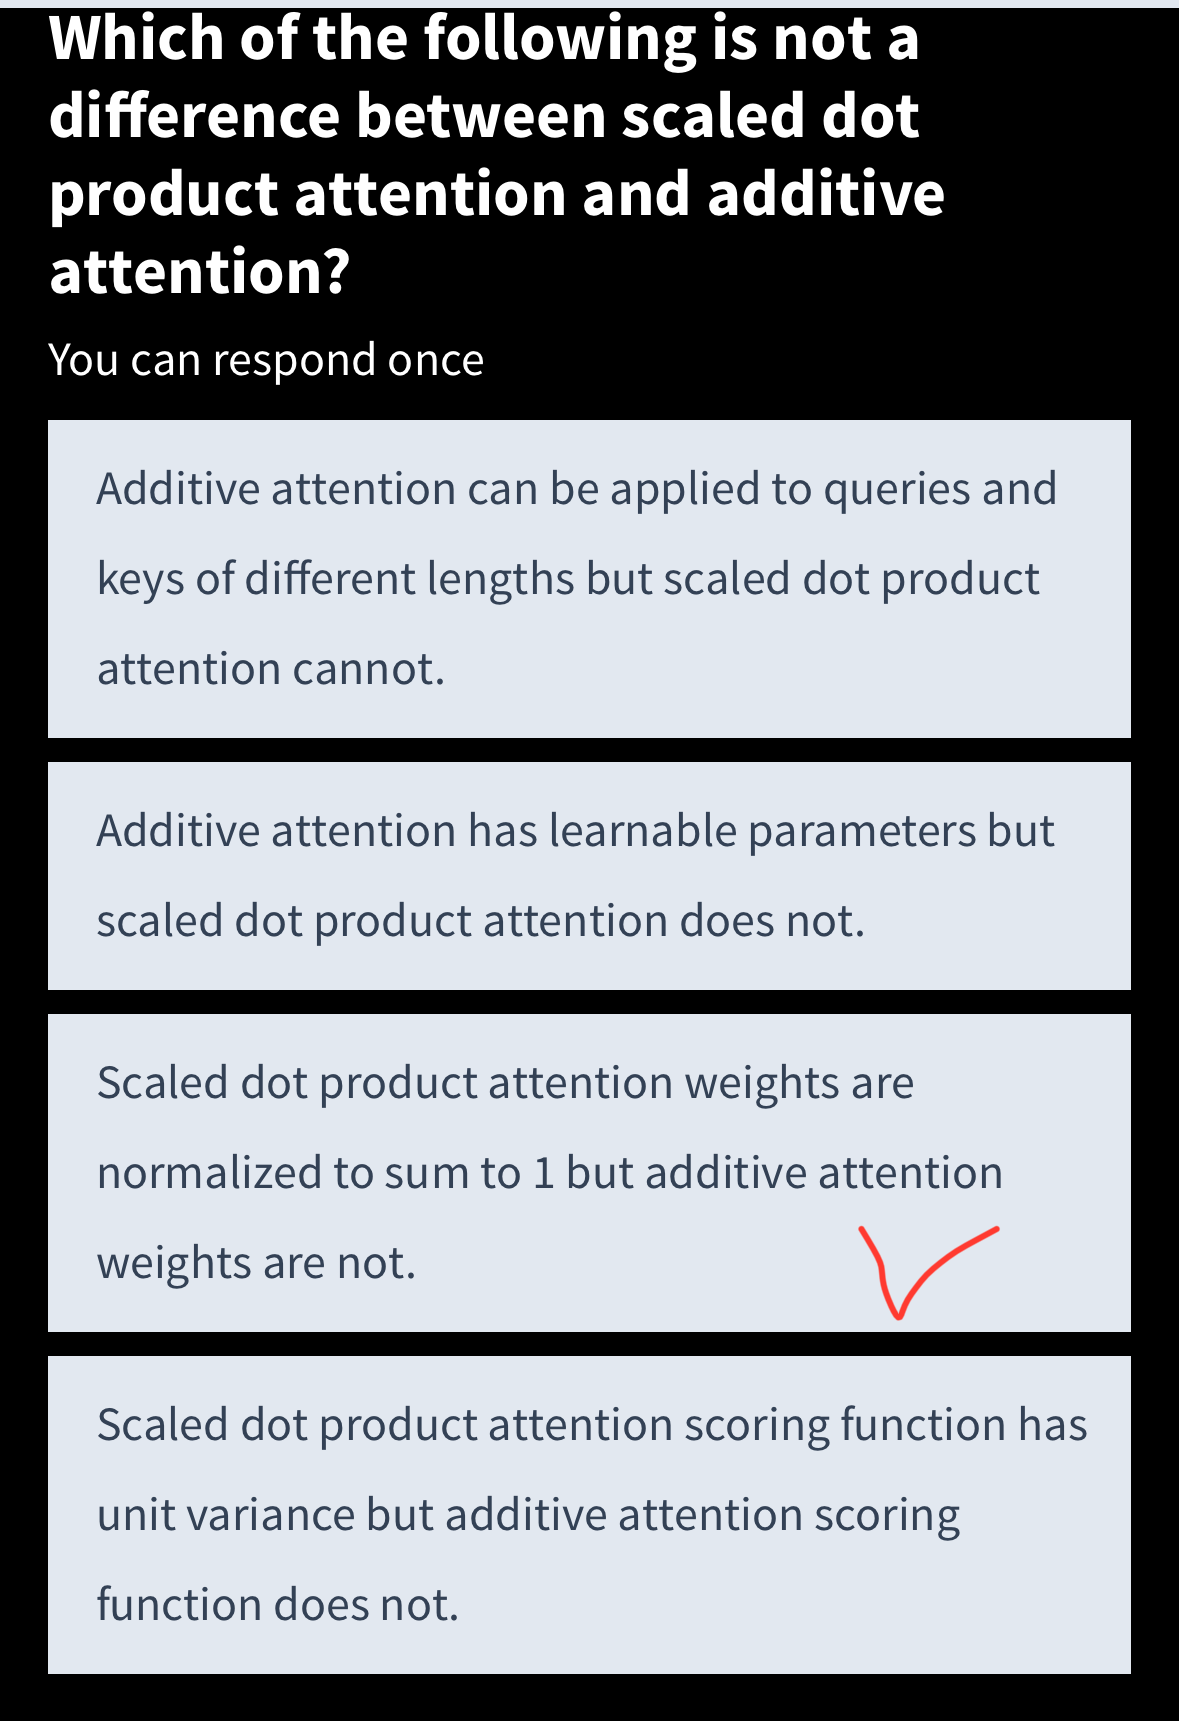 Which of the following is not a
difference between scaled dot
product attention and additive
attention?
You can respond once
Additive attention can be applied to queries and
keys of different lengths but scaled dot product
attention cannot.
Additive attention has learnable parameters but
scaled dot product attention does not.
Scaled dot product attention weights are
normalized to sum to 1 but additive attention
weights are not.
Scaled dot product attention scoring function has
unit variance but additive attention scoring
function does not.